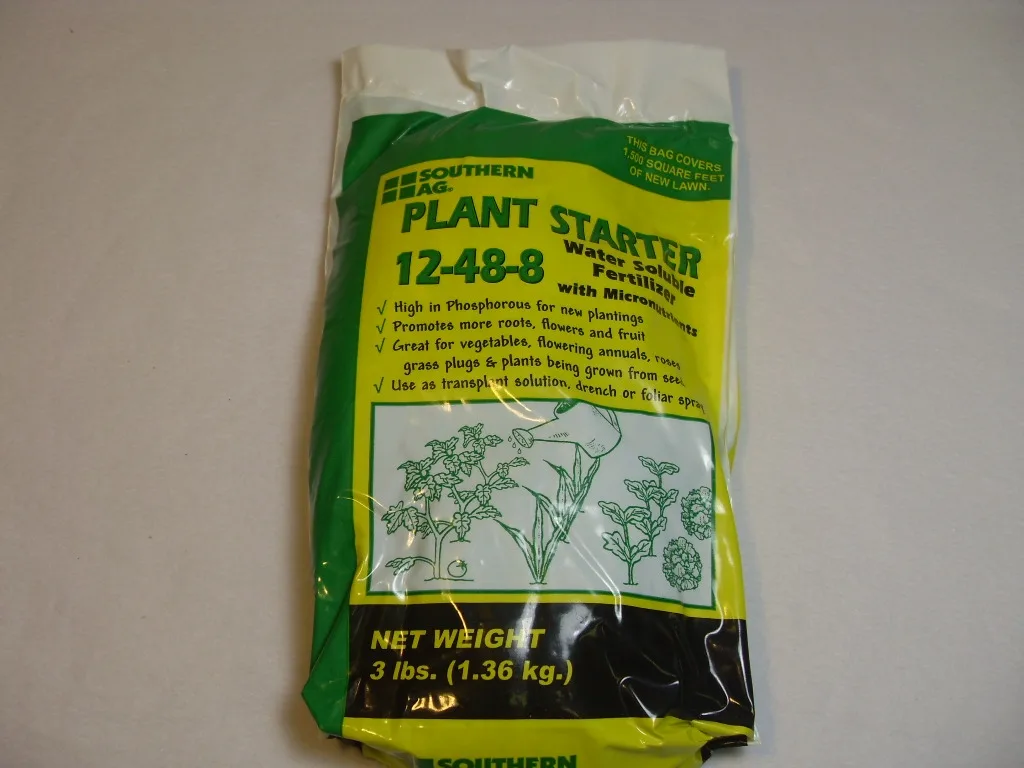 THIS BAG COVERS
1,500 SQUARE FEET
OF NEW LAWN.
SOUTHERN
AG®
PLANT STARTER
12-48-8
Water Soluble
Fertilizer
with Micronutrients
√ High in Phosphorous for new plantings
√ Promotes more roots, flowers and fruit
√ Great for vegetables, flowering annuals, roses
grass plugs & plants being grown from seed
√ Use as transplant solution, drench or foliar spray
NET WEIGHT
3 lbs. (1.36 kg.)
SOUTHERN